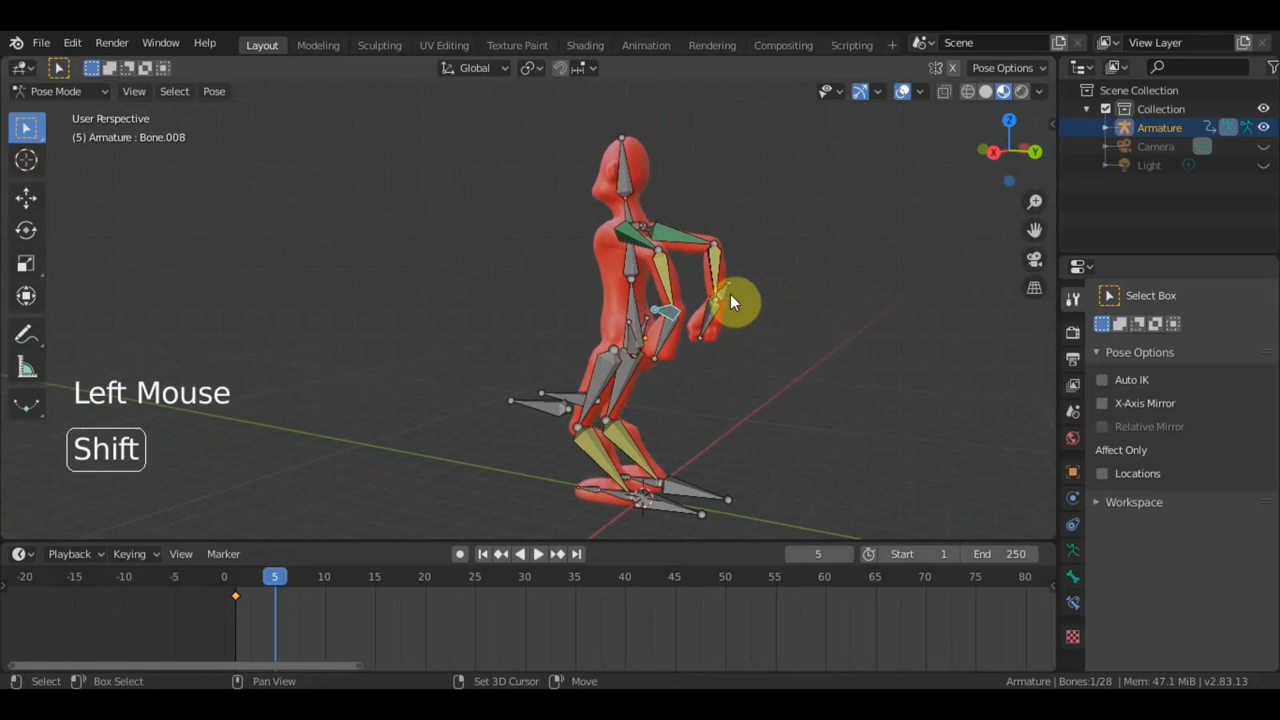 File Edit Render Window Help Layout Modeling Sculpting UV Editing Texture Paint Shading Animation Rendering Compositing Scripting + Scene View Layer
Global X Pose Options
Pose Mode View Select Pose
User Perspective
(5) Armature : Bone.008
Z
X
Y
Scene Collection
Collection
Armature
Camera
Light
Select Box
Pose Options
Auto IK
X-Axis Mirror
Relative Mirror
Affect Only
Locations
Workspace
Left Mouse
Shift
Playback Keying View Marker 5 Start 1 End 250
-20 -15 -10 -5 0 5 10 15 20 25 30 35 40 45 50 55 60 65 70 75 80
Select Box Select Pan View Set 3D Cursor Move Armature | Bones:1/28 | Mem: 47.1 MiB | v2.83.13